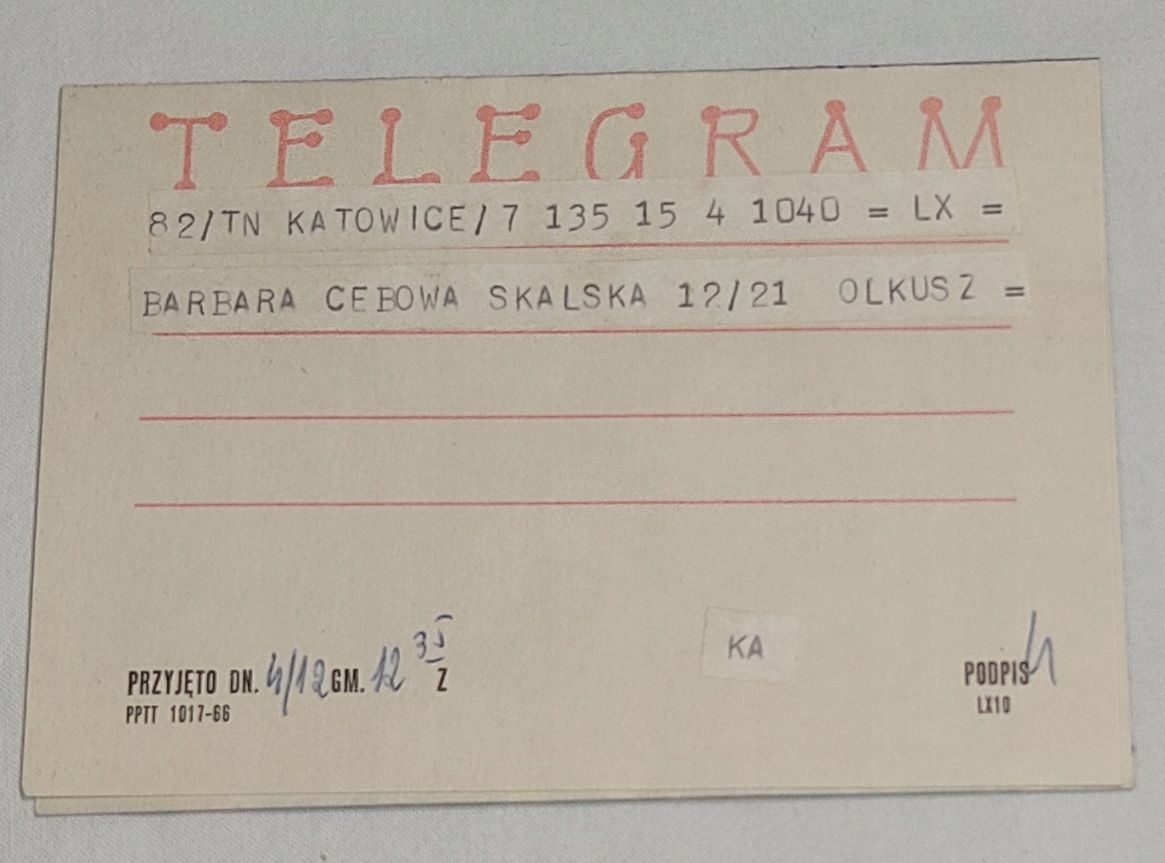 TELEGRAM
82/TN KATOWICE/7 135 15 4 1040 = LX =
BARBARA CEBOWA SKALSKA 12/21 OLKUSZ =
KA
PRZYJĘTO DN. 4/12 GM. 12 35 Z
PODPIS
PPTT 1017-66
LX10